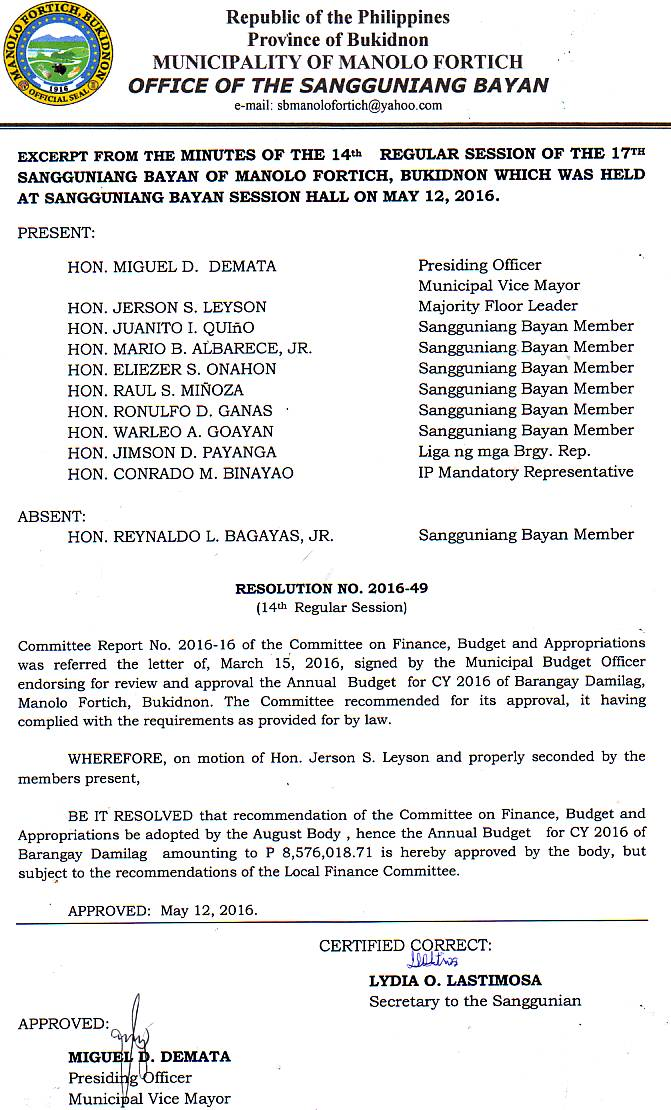 MANOLO FORTICH, BUKIDNON
1916
OFFICIAL SEAL
Republic of the Philippines
Province of Bukidnon
MUNICIPALITY OF MANOLO FORTICH
OFFICE OF THE SANGGUNIANG BAYAN
e-mail: sbmanolofortich@yahoo.com
EXCERPT FROM THE MINUTES OF THE 14th REGULAR SESSION OF THE 17TH
SANGGUNIANG BAYAN OF MANOLO FORTICH, BUKIDNON WHICH WAS HELD
AT SANGGUNIANG BAYAN SESSION HALL ON MAY 12, 2016.
PRESENT:
HON. MIGUEL D. DEMATA Presiding Officer
Municipal Vice Mayor
HON. JERSON S. LEYSON Majority Floor Leader
HON. JUANITO I. QUIñO Sangguniang Bayan Member
HON. MARIO B. ALBARECE, JR. Sangguniang Bayan Member
HON. ELIEZER S. ONAHON Sangguniang Bayan Member
HON. RAUL S. MIÑOZA Sangguniang Bayan Member
HON. RONULFO D. GANAS Sangguniang Bayan Member
HON. WARLEO A. GOAYAN Sangguniang Bayan Member
HON. JIMSON D. PAYANGA Liga ng mga Brgy. Rep.
HON. CONRADO M. BINAYAO IP Mandatory Representative
ABSENT:
HON. REYNALDO L. BAGAYAS, JR. Sangguniang Bayan Member
RESOLUTION NO. 2016-49
(14th Regular Session)
Committee Report No. 2016-16 of the Committee on Finance, Budget and Appropriations
was referred the letter of, March 15, 2016, signed by the Municipal Budget Officer
endorsing for review and approval the Annual Budget for CY 2016 of Barangay Damilag,
Manolo Fortich, Bukidnon. The Committee recommended for its approval, it having
complied with the requirements as provided for by law.
WHEREFORE, on motion of Hon. Jerson S. Leyson and properly seconded by the
members present,
BE IT RESOLVED that recommendation of the Committee on Finance, Budget and
Appropriations be adopted by the August Body , hence the Annual Budget for CY 2016 of
Barangay Damilag amounting to P 8,576,018.71 is hereby approved by the body, but
subject to the recommendations of the Local Finance Committee.
APPROVED: May 12, 2016.
CERTIFIED CORRECT:
LYDIA O. LASTIMOSA
Secretary to the Sanggunian
APPROVED:
MIGUEL D. DEMATA
Presiding Officer
Municipal Vice Mayor